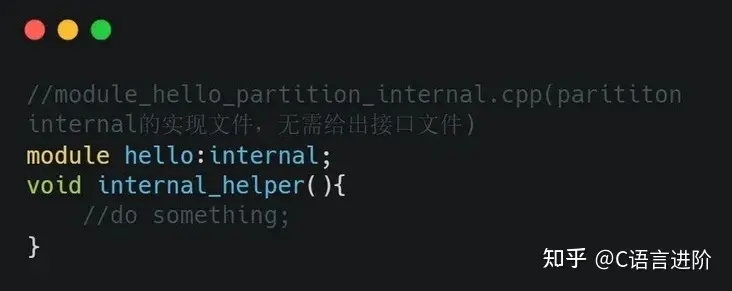 //module_hello_partition_internal.cpp(parititon
internal的实现文件，无需给出接口文件)
module hello:internal;
void internal_helper(){
    //do something;
}
知乎 @C语言进阶